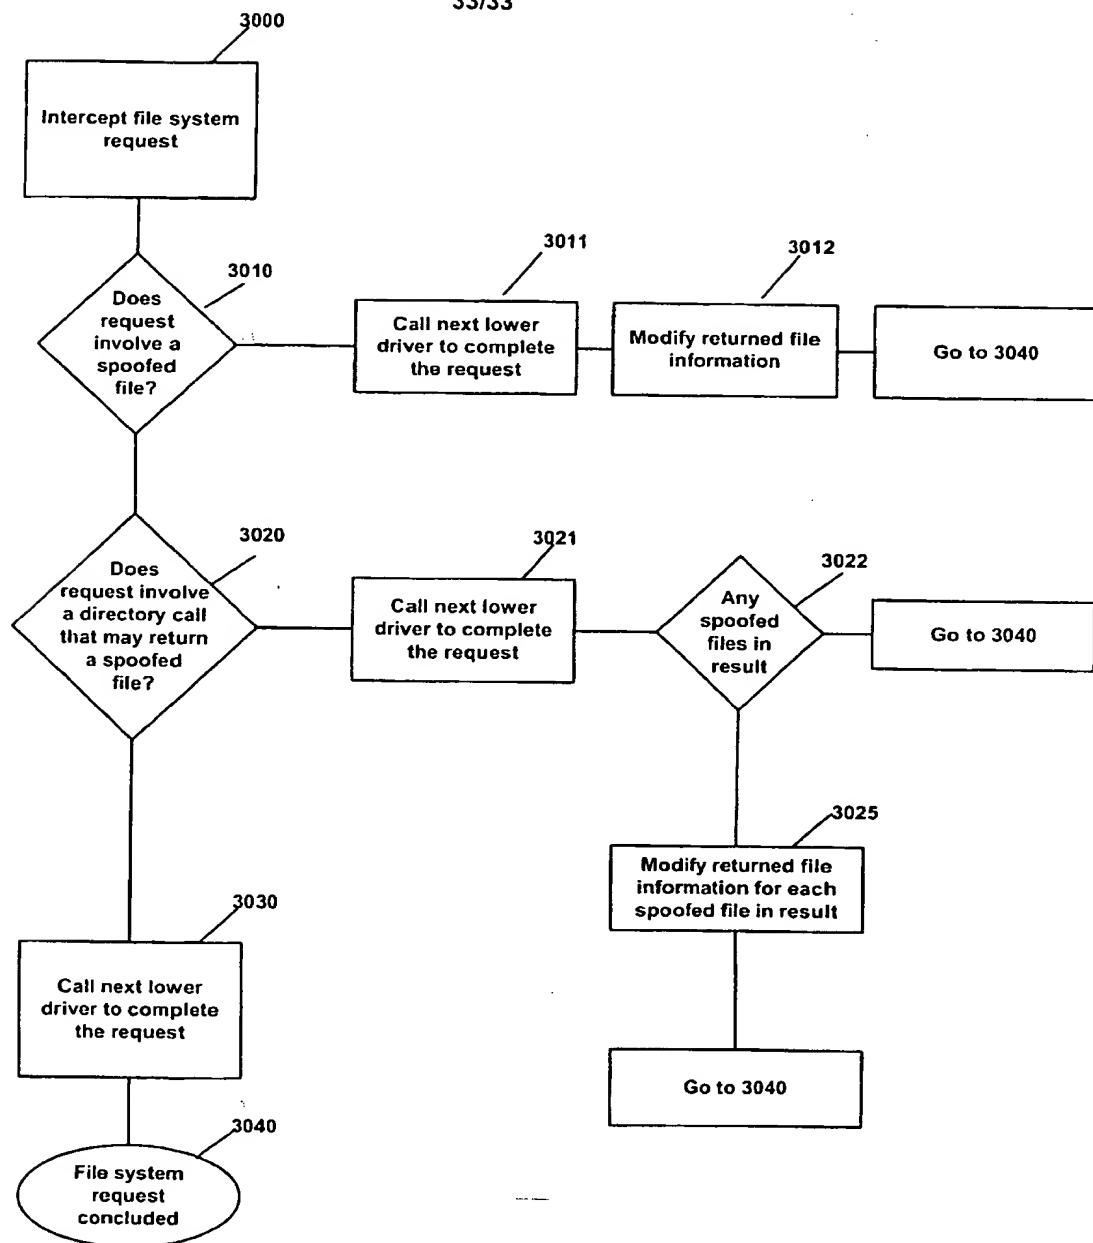 33/33
3000
Intercept file system
request
3010
Does
request
involve a
spoofed
file?
3011
Call next lower
driver to complete
the request
3012
Modify returned file
information
Go to 3040
3020
Does
request involve
a directory call
that may return
a spoofed
file?
3021
Call next lower
driver to complete
the request
3022
Any
spoofed
files in
result
Go to 3040
3025
Modify returned file
information for each
spoofed file in result
Go to 3040
3030
Call next lower
driver to complete
the request
3040
File system
request
concluded